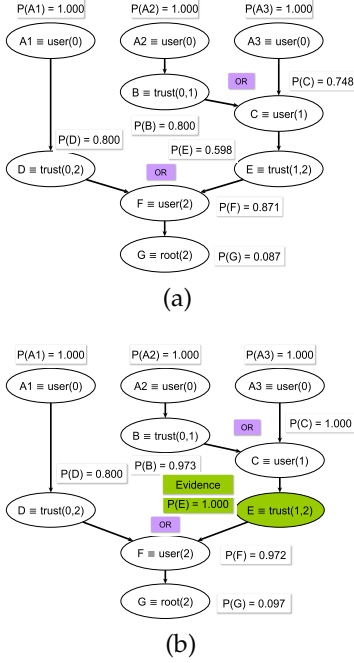 P(A1) = 1.000 P(A2) = 1.000 P(A3) = 1.000
A1 ≡ user(0) A2 ≡ user(0) A3 ≡ user(0)
OR P(C) = 0.748
B ≡ trust(0,1)
C ≡ user(1)
P(B) = 0.800
P(D) = 0.800
P(E) = 0.598
D ≡ trust(0,2) OR E ≡ trust(1,2)
F ≡ user(2) P(F) = 0.871
G ≡ root(2) P(G) = 0.087
(a)
P(A1) = 1.000 P(A2) = 1.000 P(A3) = 1.000
A1 ≡ user(0) A2 ≡ user(0) A3 ≡ user(0)
OR P(C) = 1.000
B ≡ trust(0,1)
C ≡ user(1)
P(B) = 0.973
P(D) = 0.800
Evidence
P(E) = 1.000
D ≡ trust(0,2) OR E ≡ trust(1,2)
F ≡ user(2) P(F) = 0.972
G ≡ root(2) P(G) = 0.097
(b)